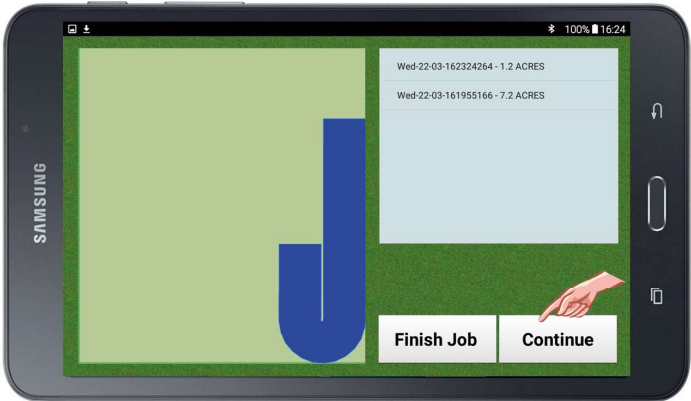 100% 16:24
Wed-22-03-162324264 - 1.2 ACRES
Wed-22-03-161955166 - 7.2 ACRES
Finish Job
Continue
SAMSUNG